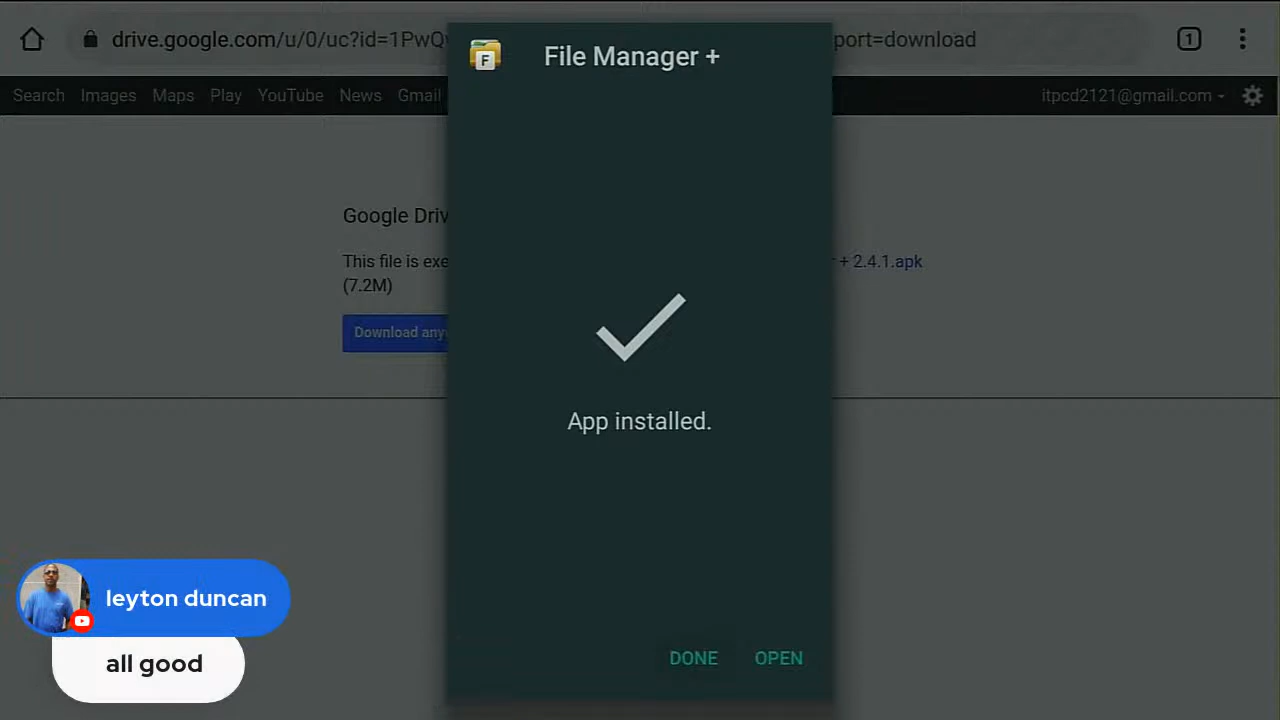 drive.google.com/u/0/uc?id=1PwQ
port=download
1
Search Images Maps Play YouTube News Gmail
itpcd2121@gmail.com
F
File Manager +
Google Driv
This file is exe
+ 2.4.1.apk
(7.2M)
Download any
App installed.
DONE OPEN
leyton duncan
all good